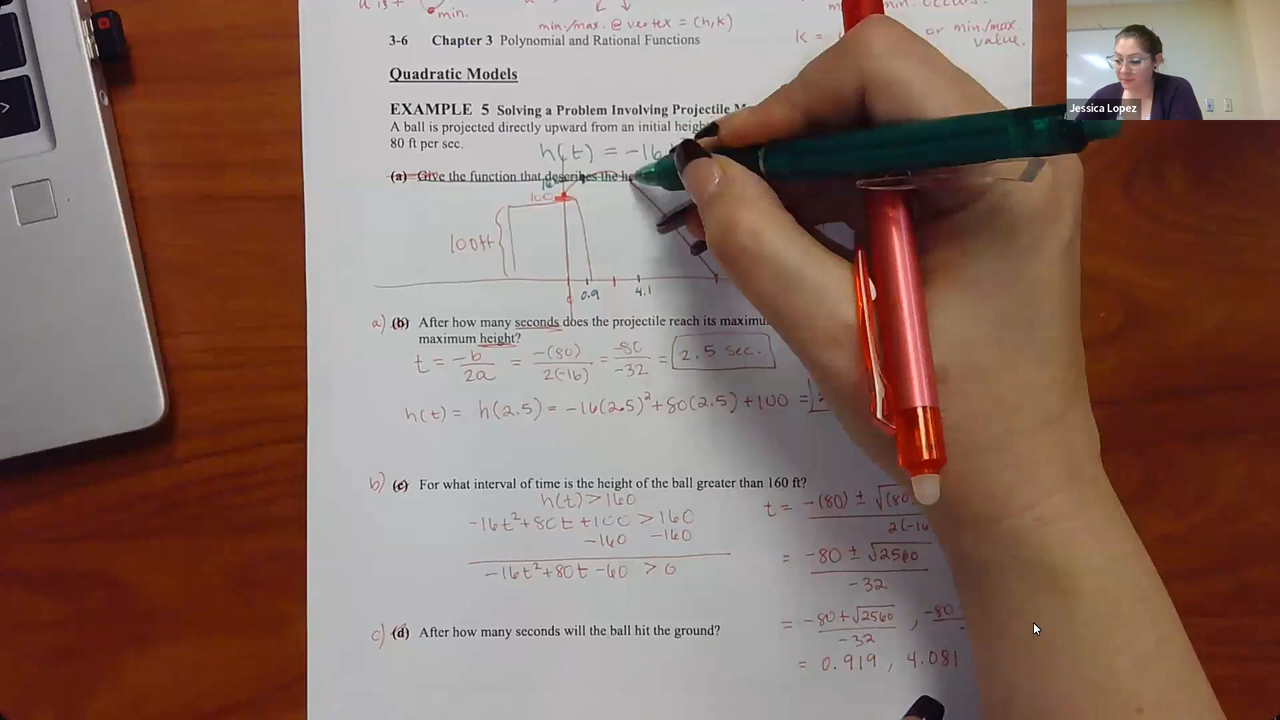 min.
min/max. @ vertex = (h,k)
k =
or min./max
value.
3-6 Chapter 3 Polynomial and Rational Functions
Quadratic Models
EXAMPLE 5 Solving a Problem Involving Projectile
A ball is projected directly upward from an initial
80 ft per sec.
h(t) = -16
(a) Give the function that describes the
100ft
0.9
4.1
a) (b) After how many seconds does the projectile reach its
maximum height?
t = -b/2a = -(80)/2(-16) = -80/-32 = 2.5 sec.
h(t) = h(2.5) = -16(2.5)²+80(2.5)+100 =
b) (c) For what interval of time is the height of the ball greater than 160 ft?
h(t)>160
-16t²+80t+100 >160
-160 -160
-16t²+80t-60 >0
t = -(80) ± √(80
2(-16
= -80 ± √2560
-32
= -80+√2560/-32 , -80
= 0.919 , 4.081
c) (d) After how many seconds will the ball hit the ground?
Jessica Lopez